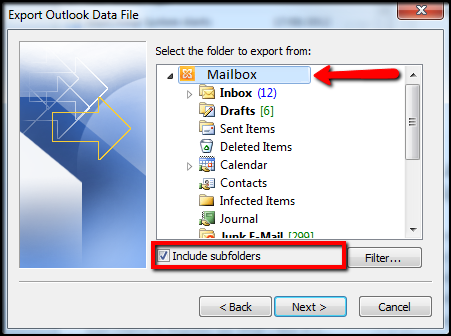 Export Outlook Data File
Select the folder to export from:
Mailbox
Inbox (12)
Drafts [6]
Sent Items
Deleted Items
Calendar
Contacts
Infected Items
Journal
Junk E-Mail [299]
Include subfolders
Filter...
< Back
Next >
Cancel